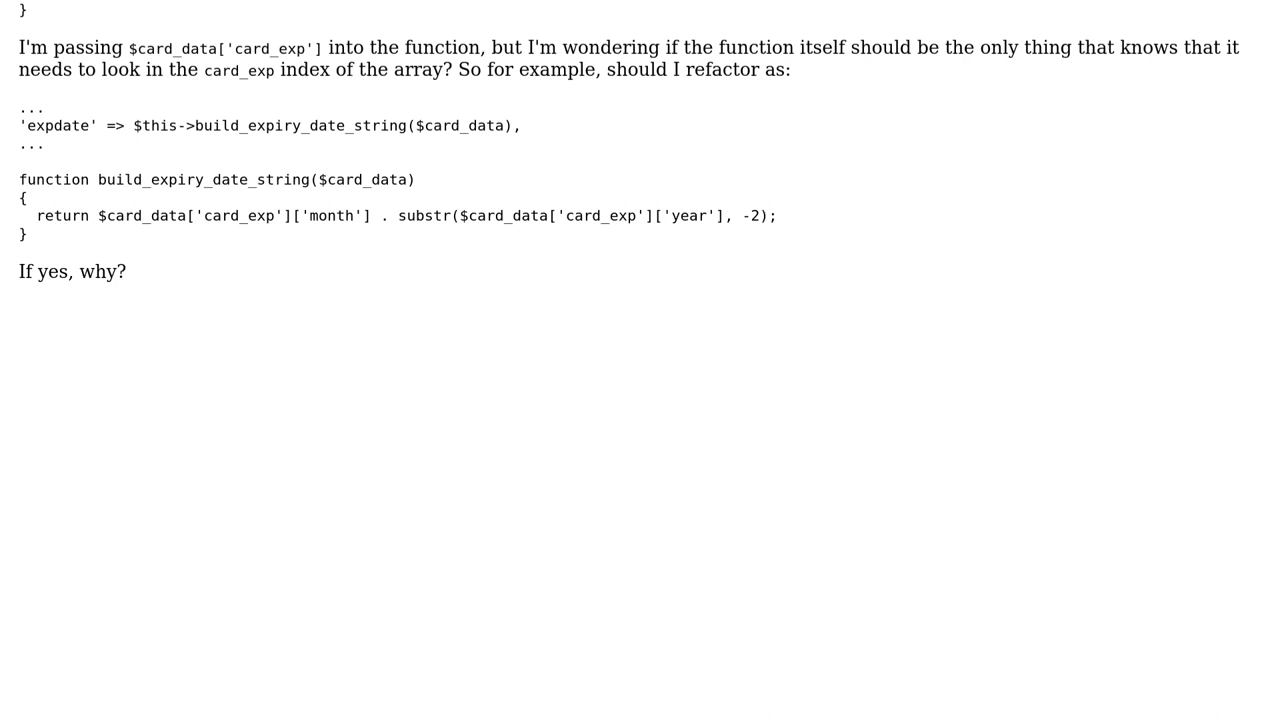 }
I'm passing $card_data['card_exp'] into the function, but I'm wondering if the function itself should be the only thing that knows that it
needs to look in the card_exp index of the array? So for example, should I refactor as:
...
'expdate' => $this->build_expiry_date_string($card_data),
...
function build_expiry_date_string($card_data)
{
  return $card_data['card_exp']['month'] . substr($card_data['card_exp']['year'], -2);
}
If yes, why?